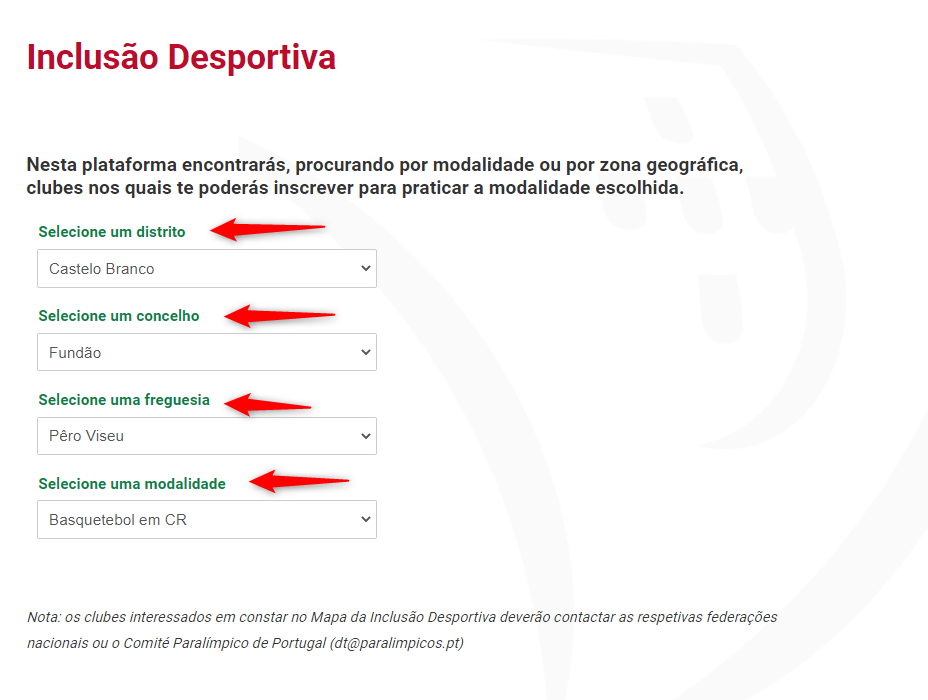 Inclusão Desportiva
Nesta plataforma encontrarás, procurando por modalidade ou por zona geográfica,
clubes nos quais te poderás inscrever para praticar a modalidade escolhida.
Selecione um distrito
Castelo Branco
Selecione um concelho
Fundão
Selecione uma freguesia
Pêro Viseu
Selecione uma modalidade
Basquetebol em CR
Nota: os clubes interessados em constar no Mapa da Inclusão Desportiva deverão contactar as respetivas federações
nacionais ou o Comité Paralímpico de Portugal (dt@paralimpicos.pt)